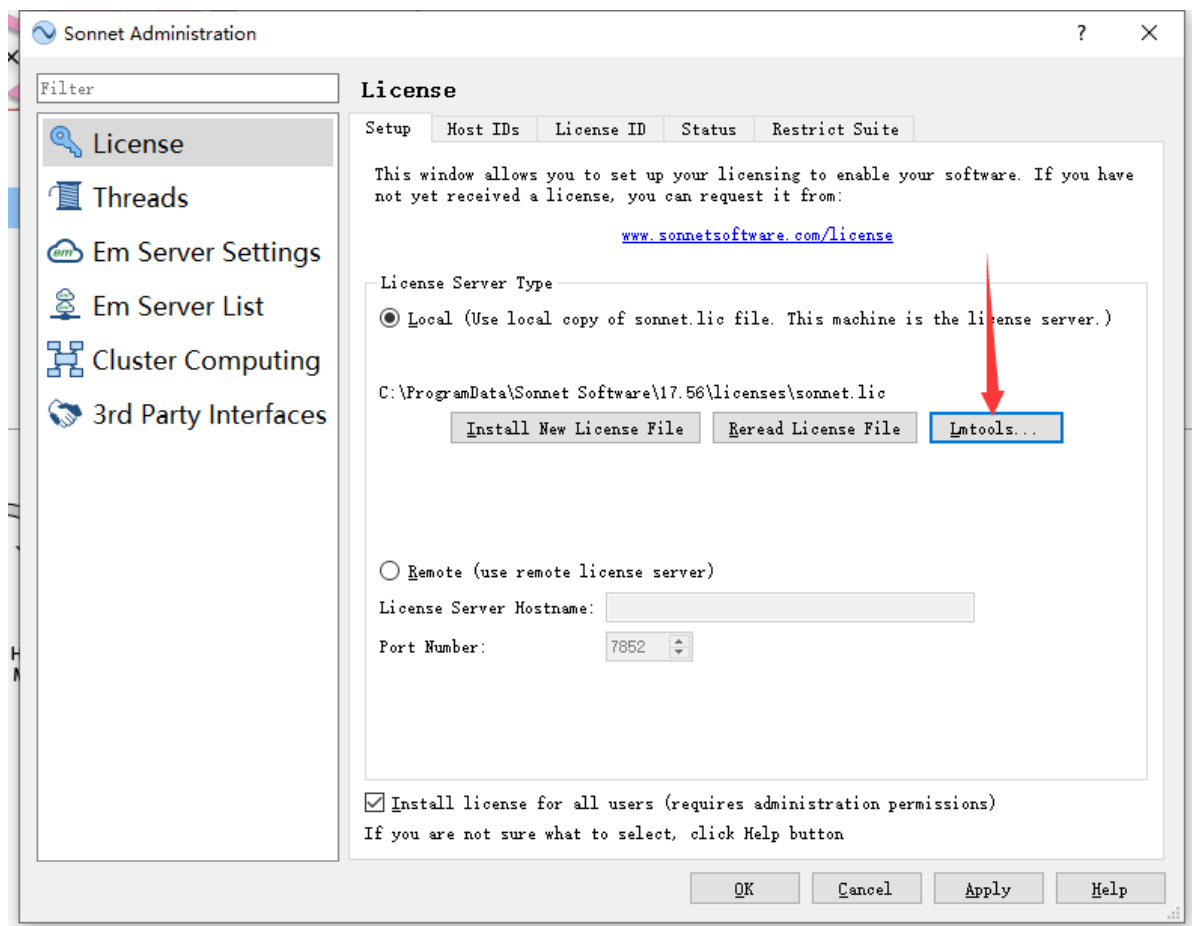 Sonnet Administration
?
Filter
License
Threads
Em Server Settings
Em Server List
Cluster Computing
3rd Party Interfaces
License
Setup Host IDs License ID Status Restrict Suite
This window allows you to set up your licensing to enable your software. If you have
not yet received a license, you can request it from:
www.sonnetsoftware.com/license
License Server Type
Local (Use local copy of sonnet.lic file. This machine is the license server.)
C:\ProgramData\Sonnet Software\17.56\licenses\sonnet.lic
Install New License File Reread License File Lmtools...
Remote (use remote license server)
License Server Hostname:
Port Number: 7852
Install license for all users (requires administration permissions)
If you are not sure what to select, click Help button
OK Cancel Apply Help